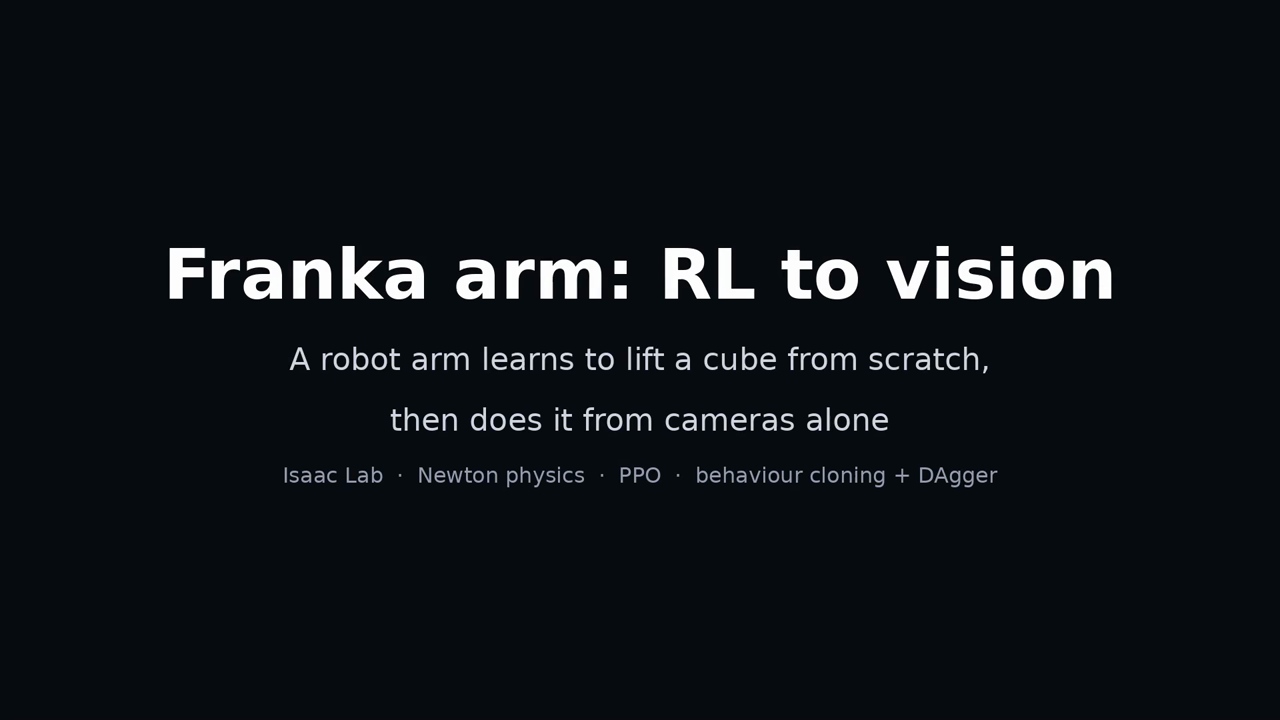 Franka arm: RL to vision
A robot arm learns to lift a cube from scratch,
then does it from cameras alone
Isaac Lab · Newton physics · PPO · behaviour cloning + DAgger